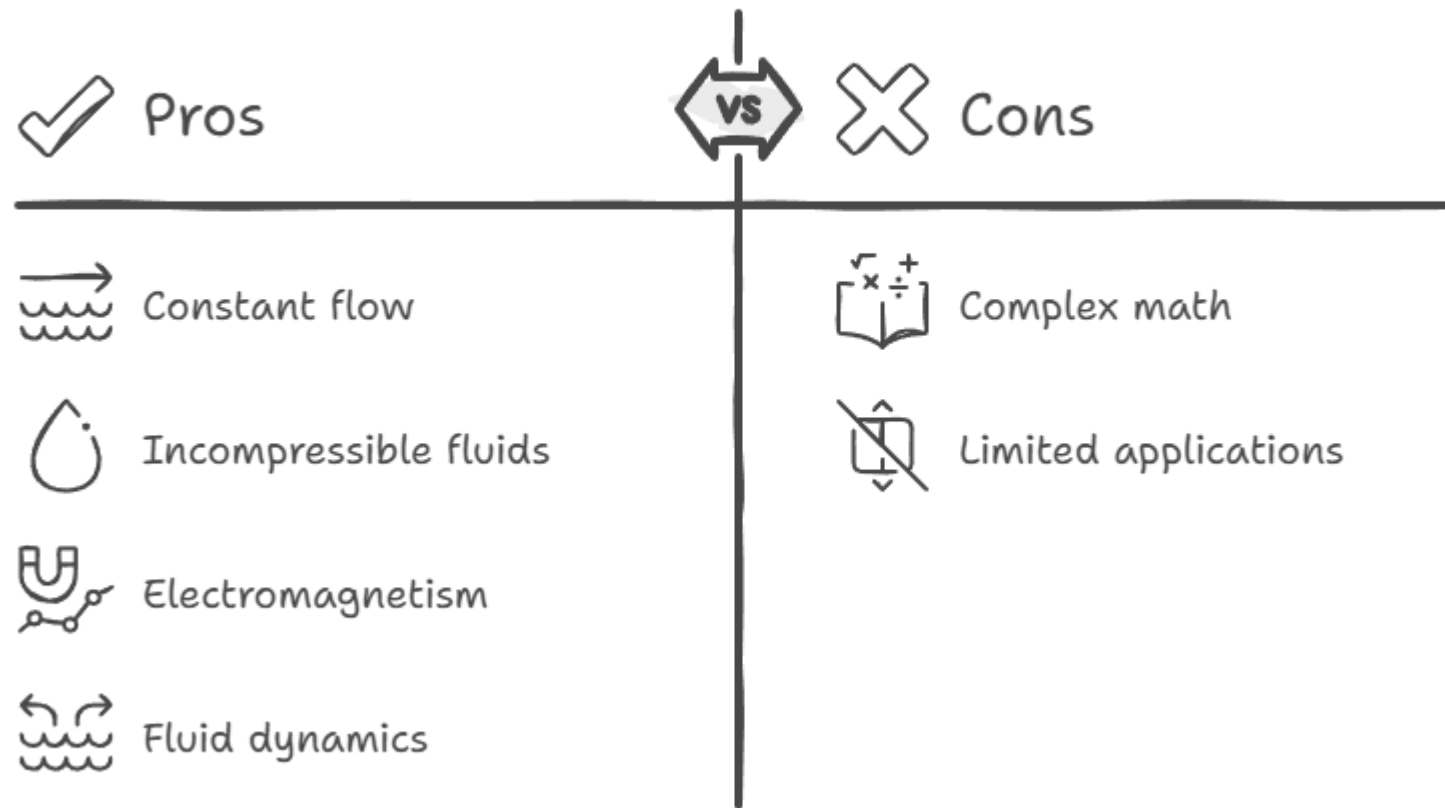 Pros
VS
Cons
Constant flow
Complex math
Incompressible fluids
Limited applications
Electromagnetism
Fluid dynamics